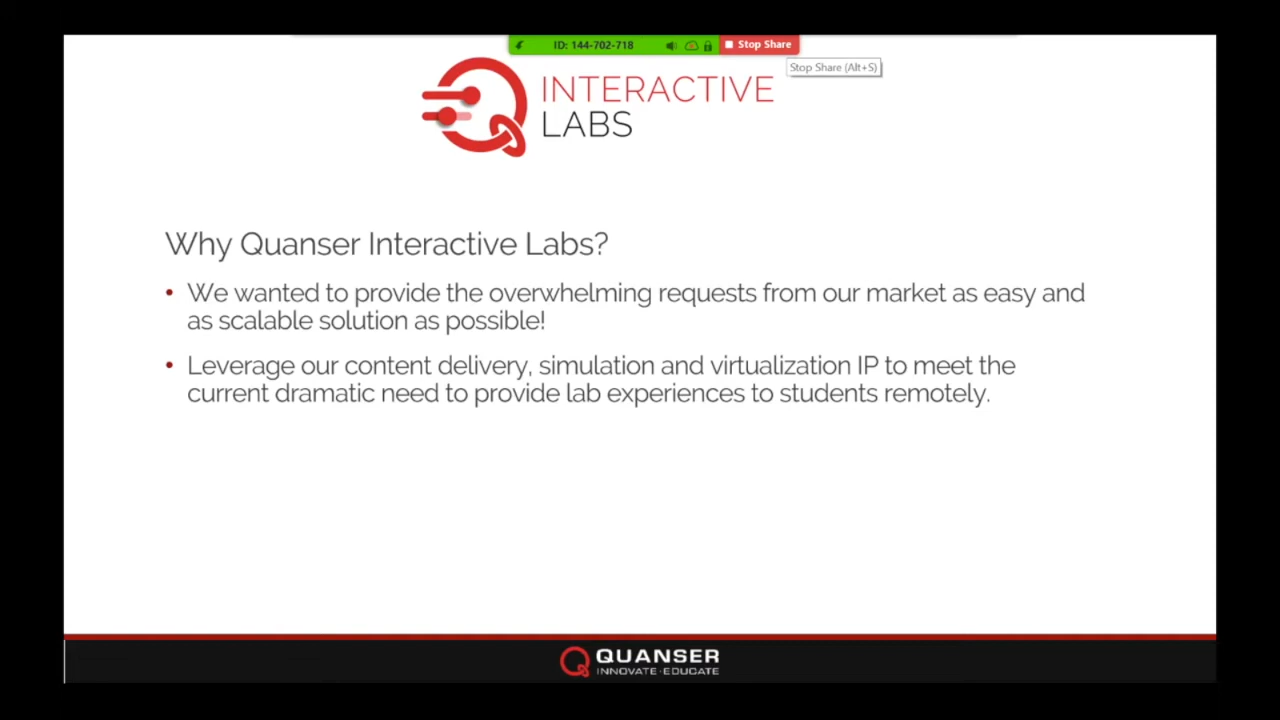 ID: 144-702-718
Stop Share
Stop Share (Alt+S)
INTERACTIVE
LABS
Why Quanser Interactive Labs?
• We wanted to provide the overwhelming requests from our market as easy and
as scalable solution as possible!
• Leverage our content delivery, simulation and virtualization IP to meet the
current dramatic need to provide lab experiences to students remotely.
QUANSER
INNOVATE·EDUCATE